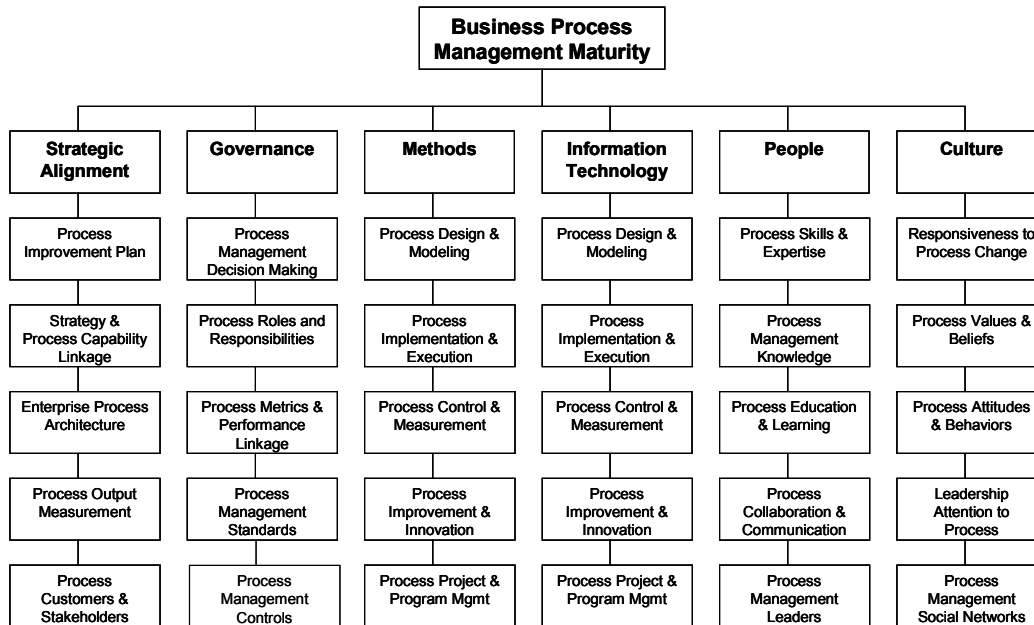 Business Process
Management Maturity
Strategic
Alignment
Governance
Methods
Information
Technology
People
Culture
Process
Improvement Plan
Process
Management
Decision Making
Process Design &
Modeling
Process Design &
Modeling
Process Skills &
Expertise
Responsiveness to
Process Change
Strategy &
Process Capability
Linkage
Process Roles and
Responsibilities
Process
Implementation &
Execution
Process
Implementation &
Execution
Process
Management
Knowledge
Process Values &
Beliefs
Enterprise Process
Architecture
Process Metrics &
Performance
Linkage
Process Control &
Measurement
Process Control &
Measurement
Process Education
& Learning
Process Attitudes
& Behaviors
Process Output
Measurement
Process
Management
Standards
Process
Improvement &
Innovation
Process
Improvement &
Innovation
Process
Collaboration &
Communication
Leadership
Attention to
Process
Process
Customers &
Stakeholders
Process
Management
Controls
Process Project &
Program Mgmt
Process Project &
Program Mgmt
Process
Management
Leaders
Process
Management
Social Networks